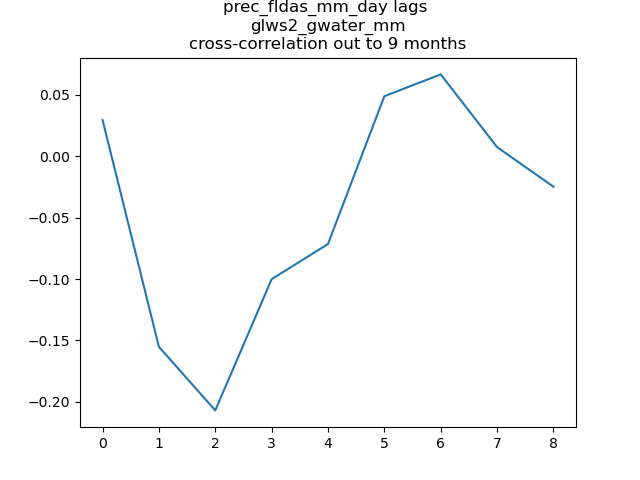 prec_fldas_mm_day lags
glws2_gwater_mm
cross-correlation out to 9 months
0.05
0.00
−0.05
−0.10
−0.15
−0.20
0 1 2 3 4 5 6 7 8